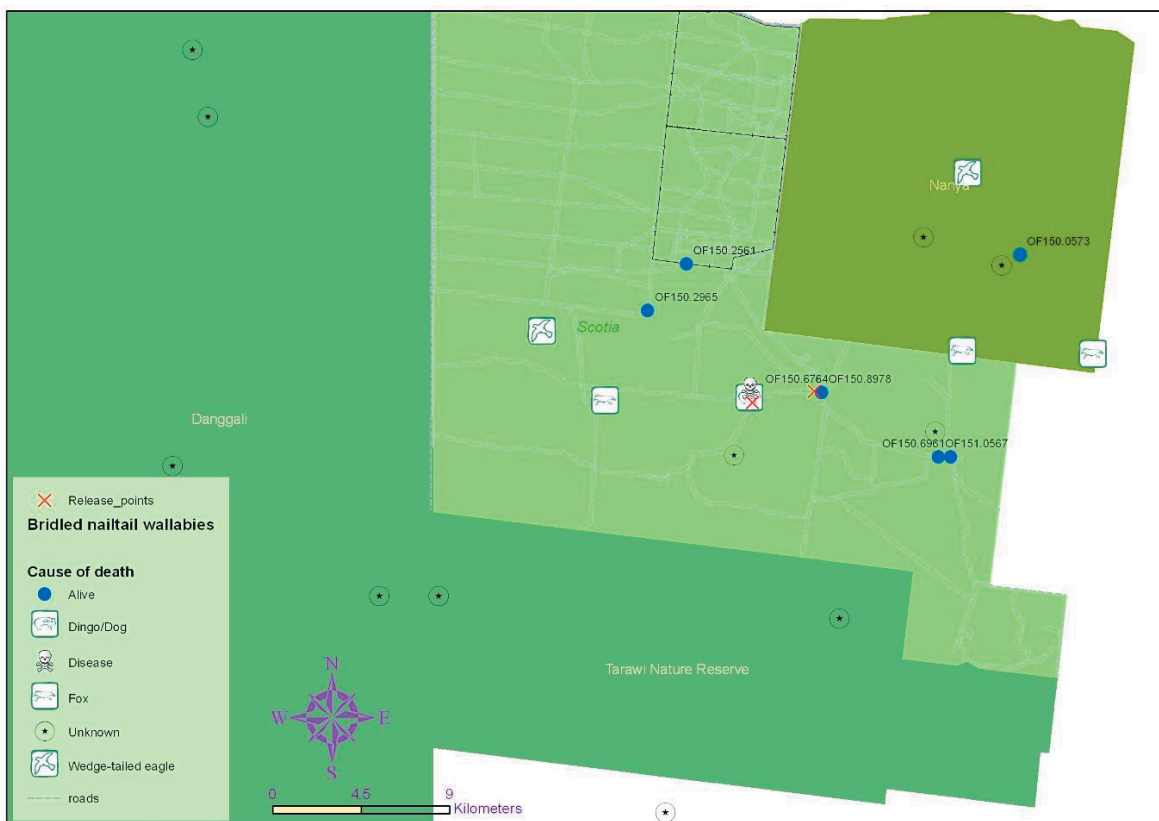 Nanya
OF150.2561
OF150.0573
OF150.2965
Scotia
OF150.6764OF150.8978
Danggali
OF150.6961OF151.0567
Release_points
Bridled nailtail wallabies
Cause of death
Alive
Dingo/Dog
Disease
Fox
Unknown
Wedge-tailed eagle
roads
N
W E
S
Tarawi Nature Reserve
0 4.5 9
Kilometers